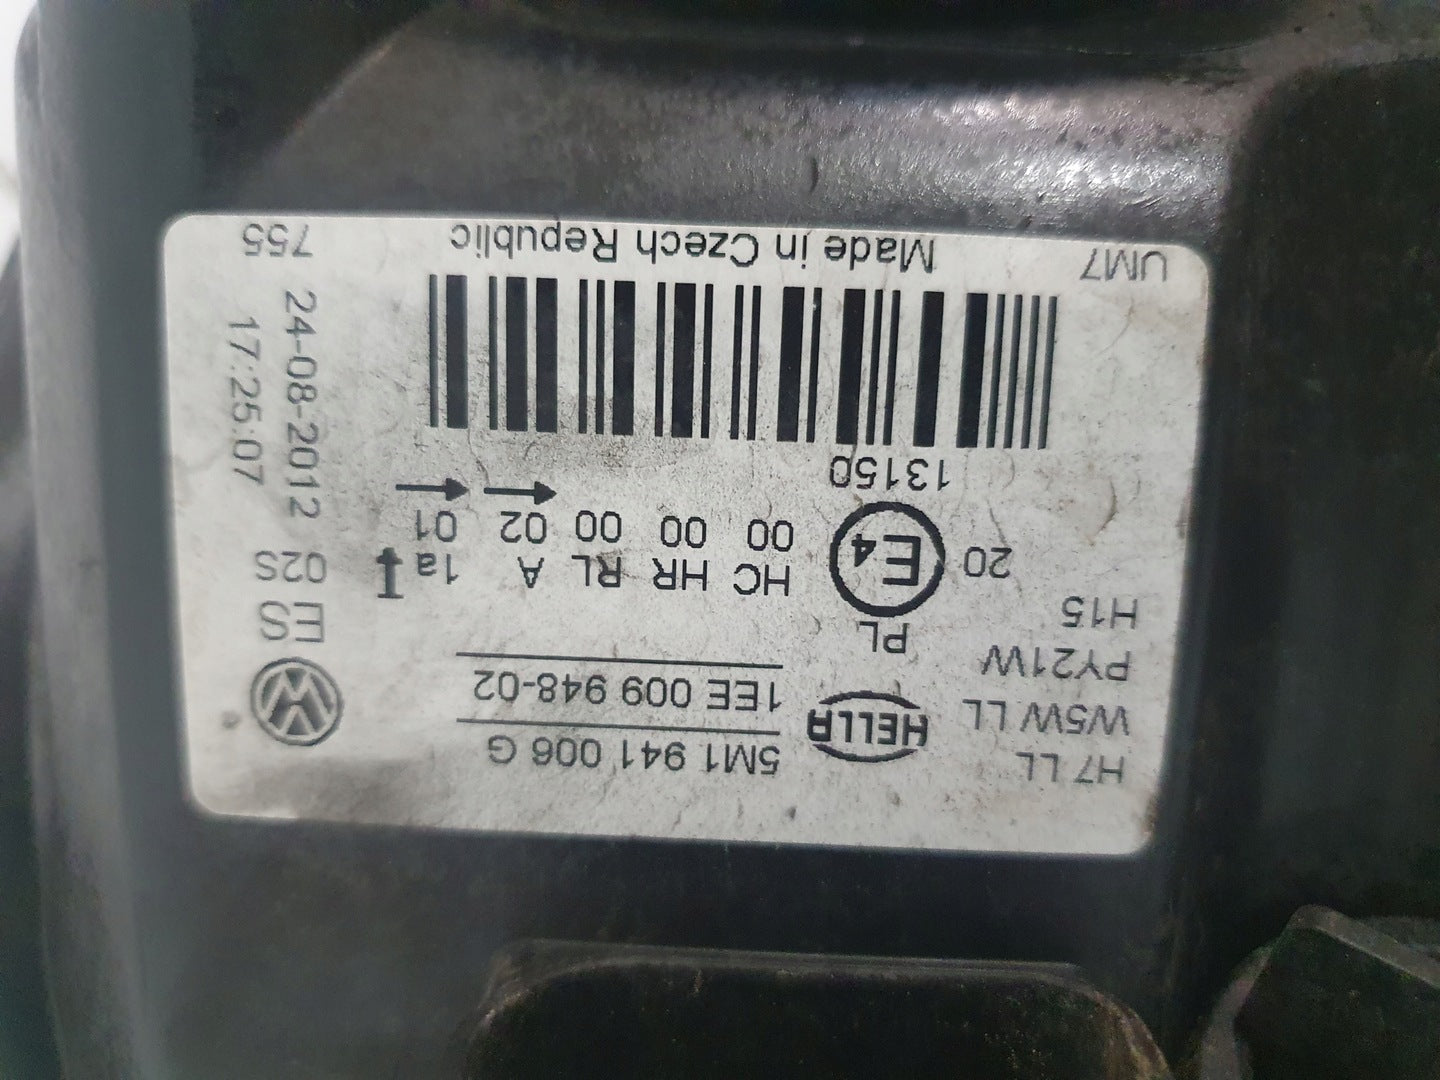 H7 LL
W5W LL
PY21W
H15
HELLA
5M1 941 006 G
1EE 009 948-02
PL
20
E4
13150
HC HR RL A 1a
00 00 00 02 01
ES
02S
24-08-2012
17:25:07
UM7
Made in Czech Republic
755